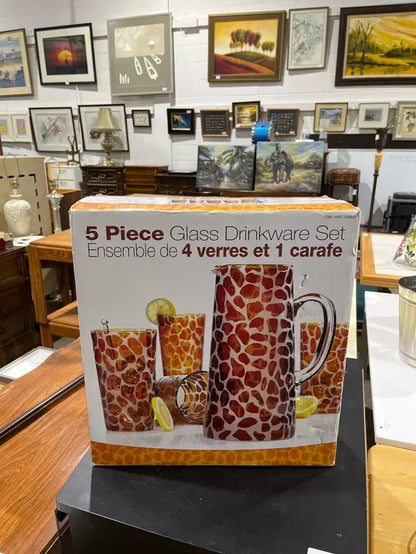 5 Piece Glass Drinkware Set
Ensemble de 4 verres et 1 carafe